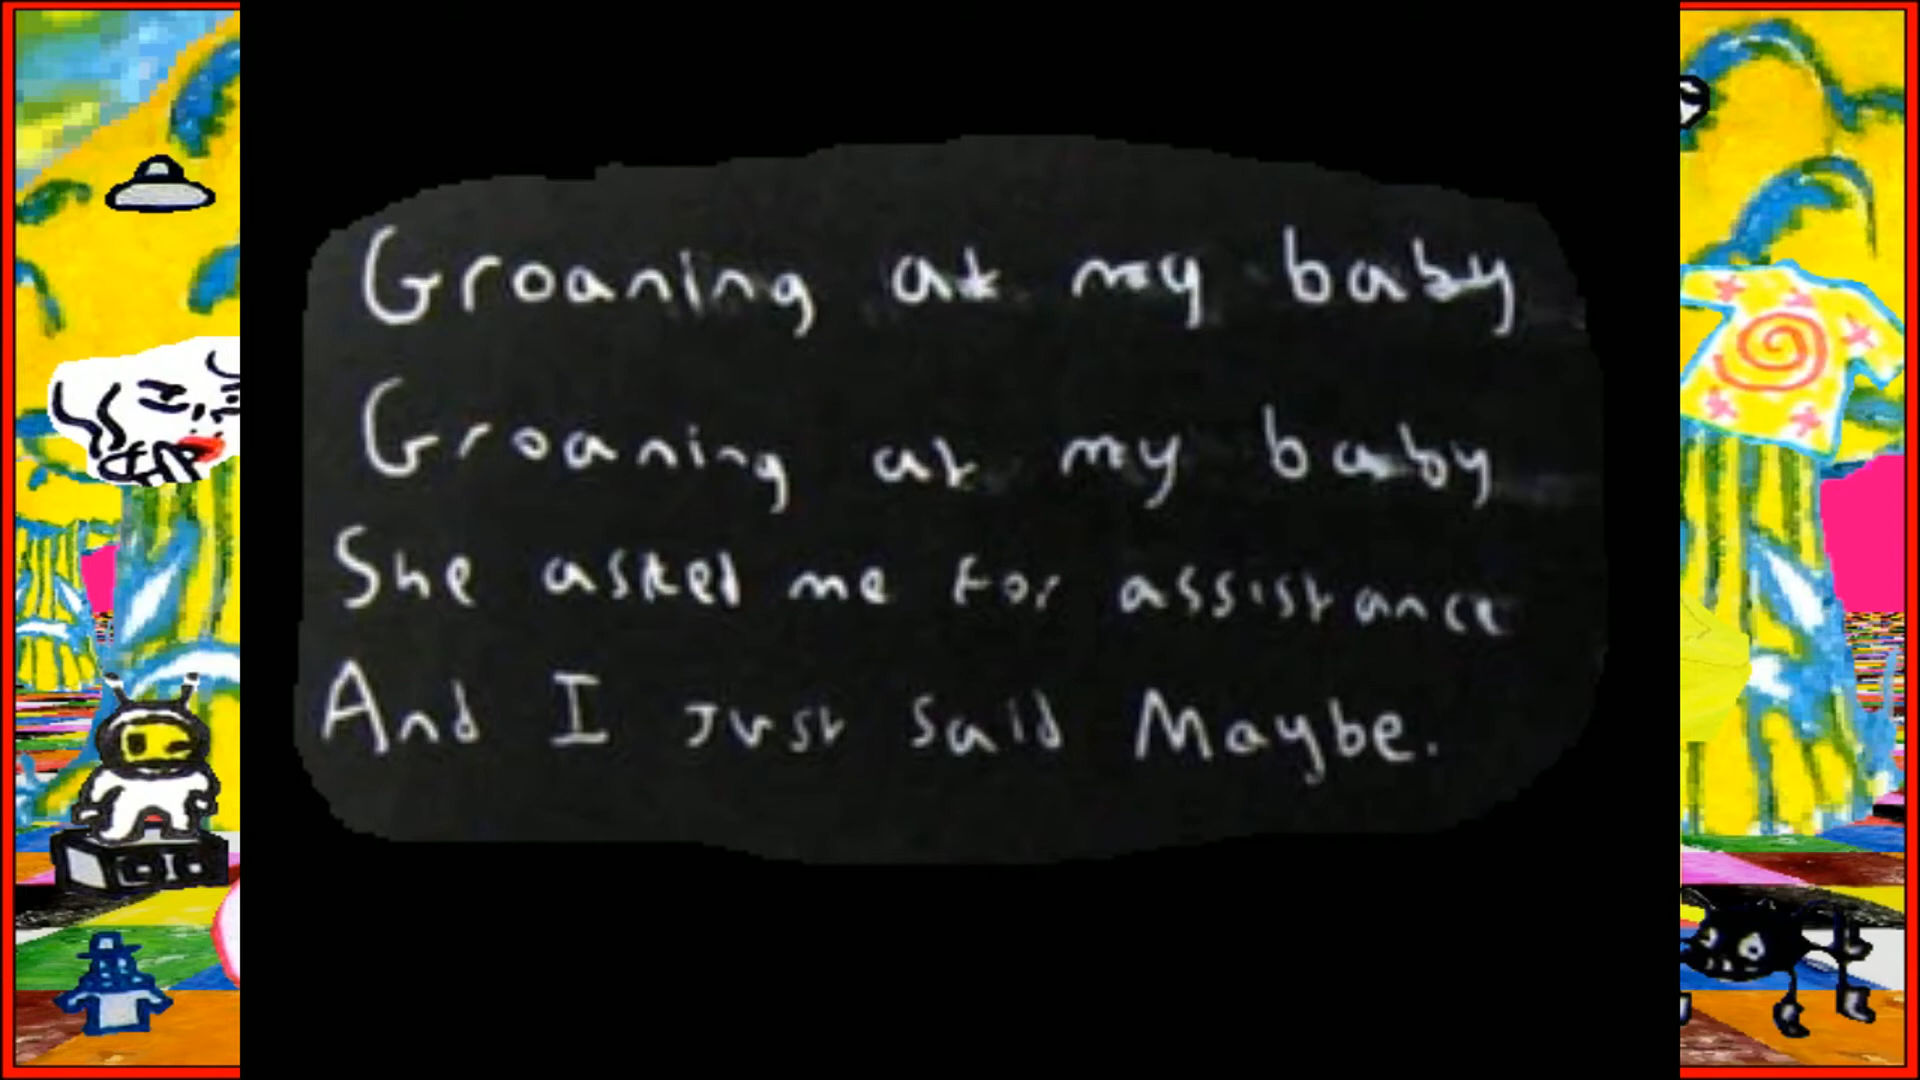 Groaning at my baby
Groaning at my baby
She asked me for assistance
And I Just Said Maybe.